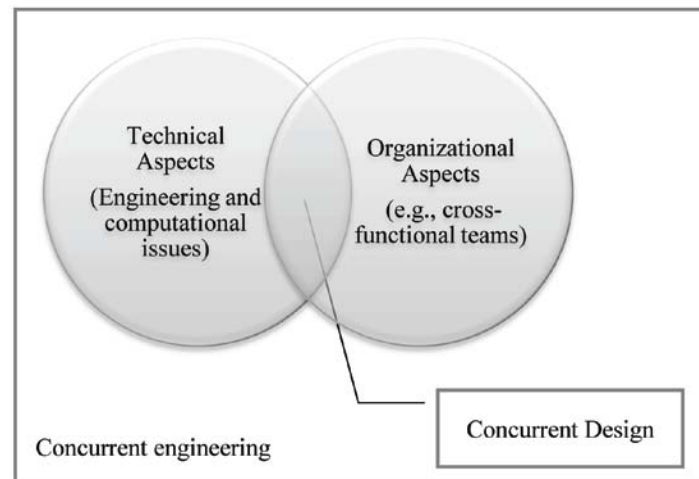 Technical
Aspects
(Engineering and
computational
issues)
Organizational
Aspects
(e.g., cross-
functional teams)
Concurrent Design
Concurrent engineering